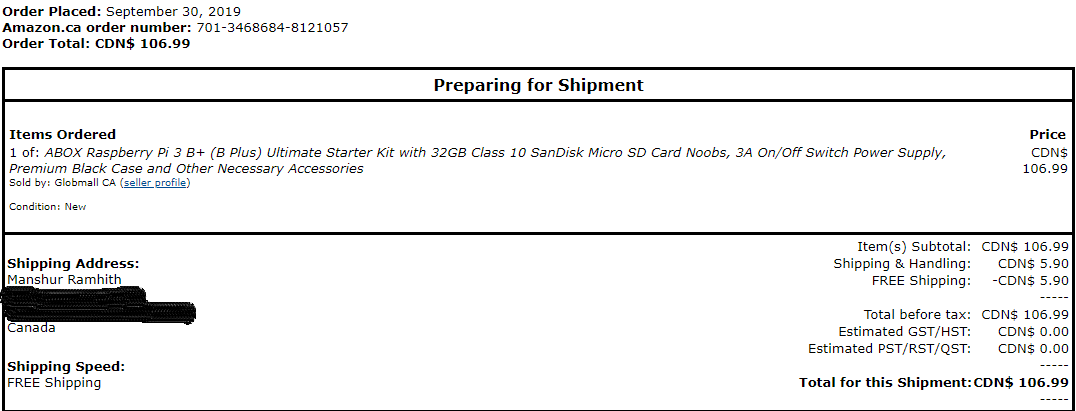 Order Placed: September 30, 2019
Amazon.ca order number: 701-3468684-8121057
Order Total: CDN$ 106.99
Preparing for Shipment
Items Ordered Price
1 of: ABOX Raspberry Pi 3 B+ (B Plus) Ultimate Starter Kit with 32GB Class 10 SanDisk Micro SD Card Noobs, 3A On/Off Switch Power Supply, CDN$
Premium Black Case and Other Necessary Accessories 106.99
Sold by: Globmall CA (seller profile)
Condition: New
Shipping Address:
Manshur Ramhith
Canada
Shipping Speed:
FREE Shipping
Item(s) Subtotal: CDN$ 106.99
Shipping & Handling: CDN$ 5.90
FREE Shipping: -CDN$ 5.90
-----
Total before tax: CDN$ 106.99
Estimated GST/HST: CDN$ 0.00
Estimated PST/RST/QST: CDN$ 0.00
-----
Total for this Shipment: CDN$ 106.99
-----